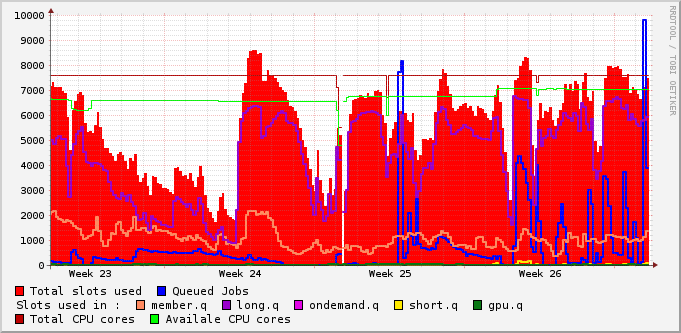 10000
9000
8000
7000
6000
5000
4000
3000
2000
1000
0
Week 23 Week 24 Week 25 Week 26
RRDTOOL / TOBI OETIKER
Total slots used Queued Jobs
Slots used in : member.q long.q ondemand.q short.q gpu.q
Total CPU cores Availale CPU cores